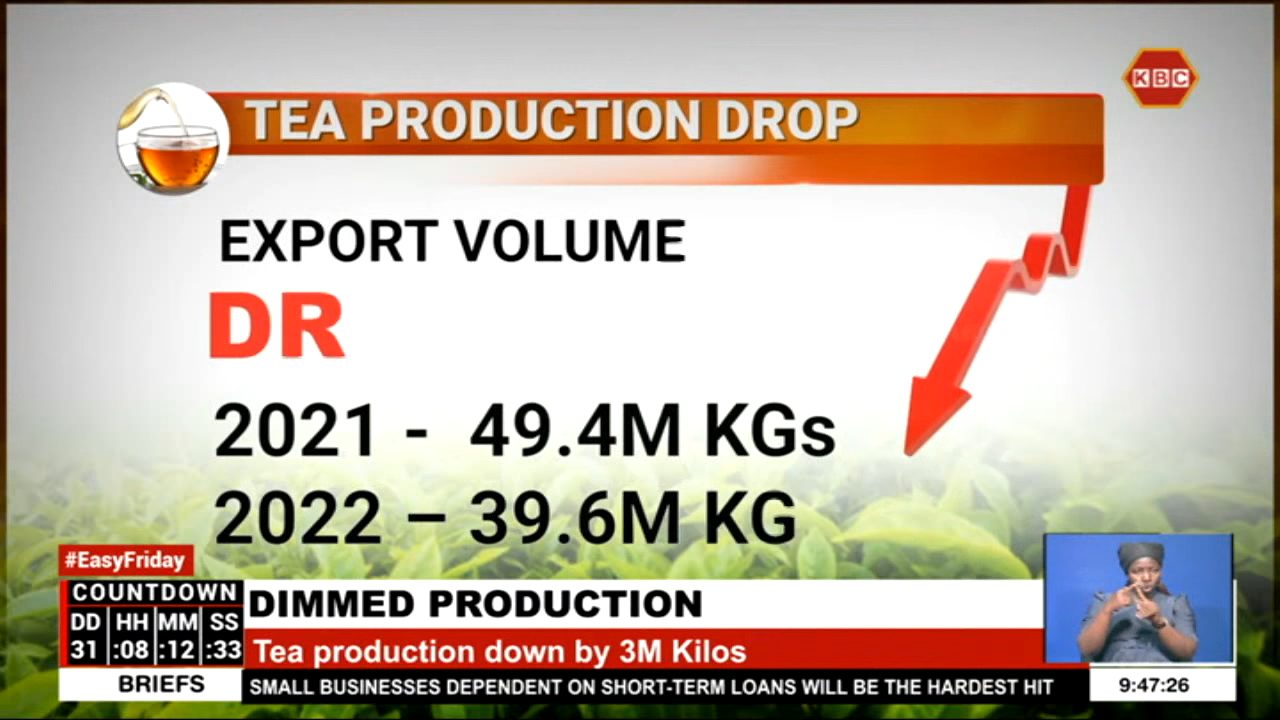 KBC
TEA PRODUCTION DROP
EXPORT VOLUME
DR
2021 - 49.4M KGs
2022 – 39.6M KG
#EasyFriday
COUNTDOWN
DD HH MM SS
31 :08 :12 :33
DIMMED PRODUCTION
Tea production down by 3M Kilos
BRIEFS
SMALL BUSINESSES DEPENDENT ON SHORT-TERM LOANS WILL BE THE HARDEST HIT
9:47:26